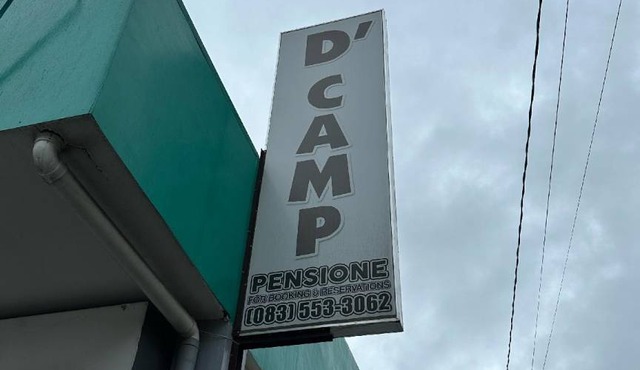 D'CAMP
PENSIONE
FOR BOOKING & RESERVATIONS
(083) 553-3062